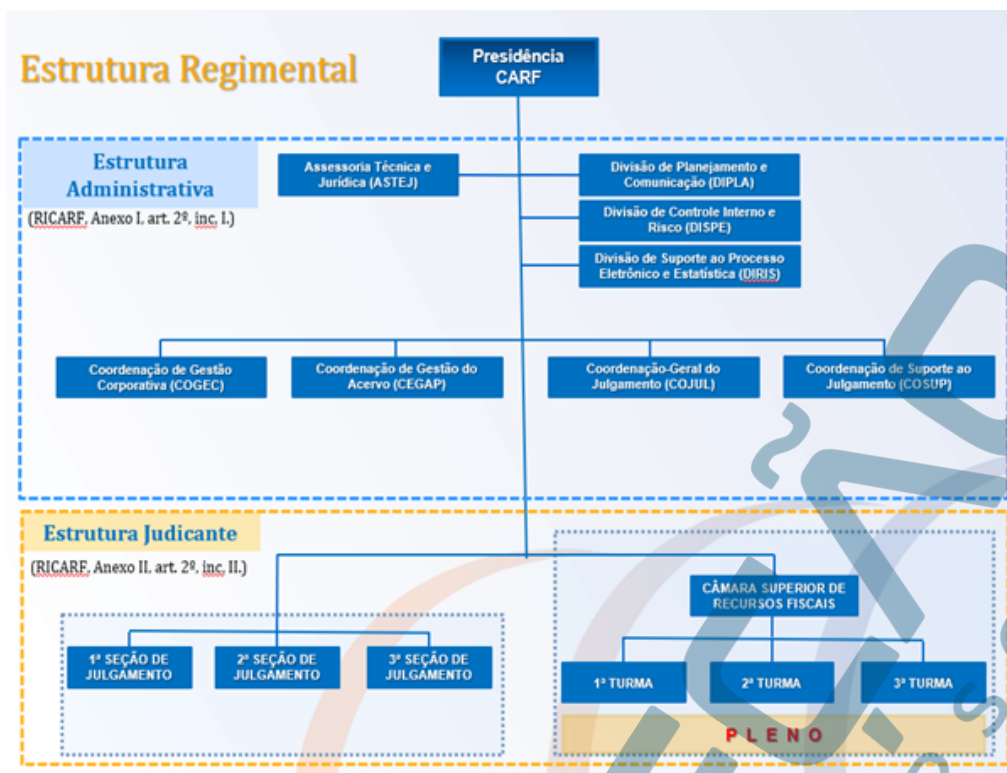 Presidência
CARF
Estrutura Regimental
Estrutura
Administrativa
(RICARF, Anexo I, art. 2º, inc. I.)
Assessoria Técnica e
Jurídica (ASTEJ)
Divisão de Planejamento e
Comunicação (DIPLA)
Divisão de Controle Interno e
Risco (DISPE)
Divisão de Suporte ao Processo
Eletrônico e Estatística (DIRIS)
Coordenação de Gestão
Corporativa (COGEC)
Coordenação de Gestão do
Acervo (CEGAP)
Coordenação-Geral do
Julgamento (COJUL)
Coordenação de Suporte ao
Julgamento (COSUP)
Estrutura Judicante
(RICARF, Anexo II, art. 2º, inc. II.)
CÂMARA SUPERIOR DE
RECURSOS FISCAIS
1ª SEÇÃO DE
JULGAMENTO
2ª SEÇÃO DE
JULGAMENTO
3ª SEÇÃO DE
JULGAMENTO
1ª TURMA
2ª TURMA
3ª TURMA
PLENO